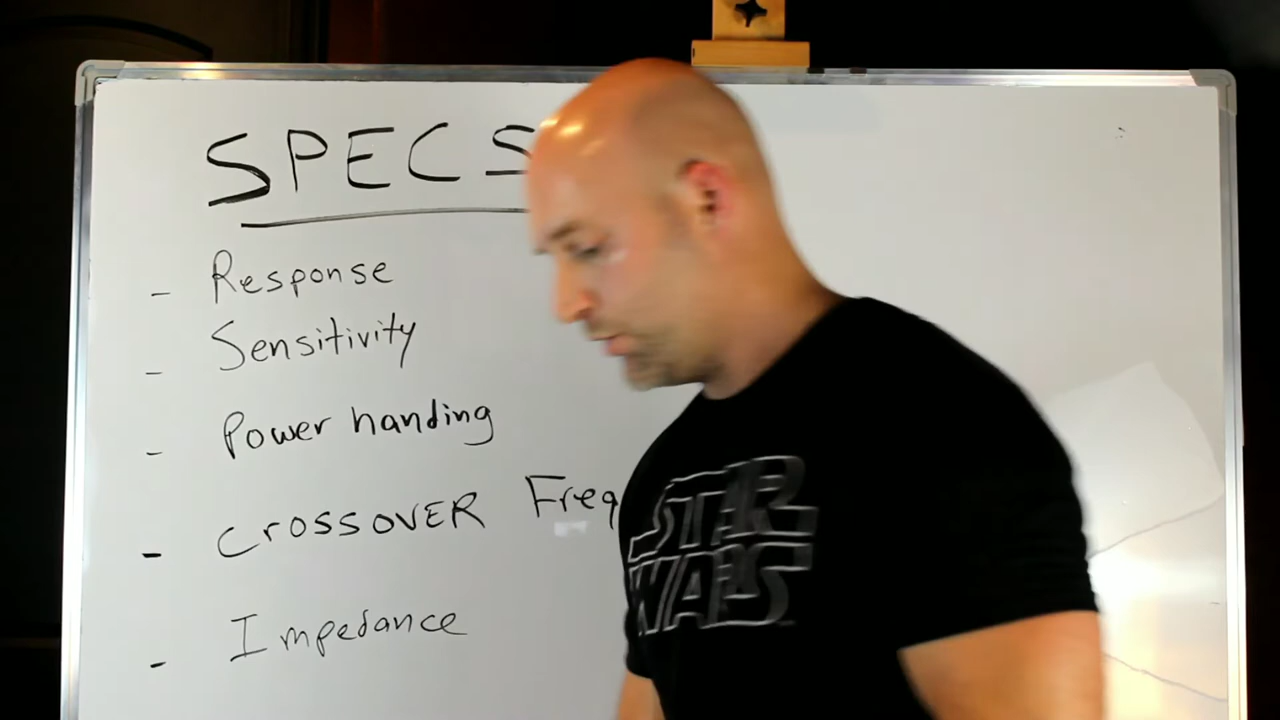 SPECS
- Response
- Sensitivity
- Power handing
- CROSSOVER Freq
- Impedance
STAR
WARS